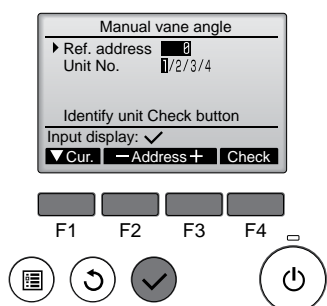 Manual vane angle
Ref. address 0
Unit No. 1/2/3/4
Identify unit Check button
Input display: ✓
▼Cur. −Address+ Check
F1 F2 F3 F4